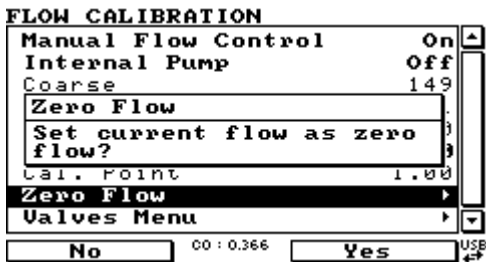 FLOW CALIBRATION
Manual Flow Control On
Internal Pump Off
Coarse 149
Zero Flow
Set current flow as zero
flow?
Cal. Point 1.00
Zero Flow
Valves Menu
No CO : 0.366 Yes USB